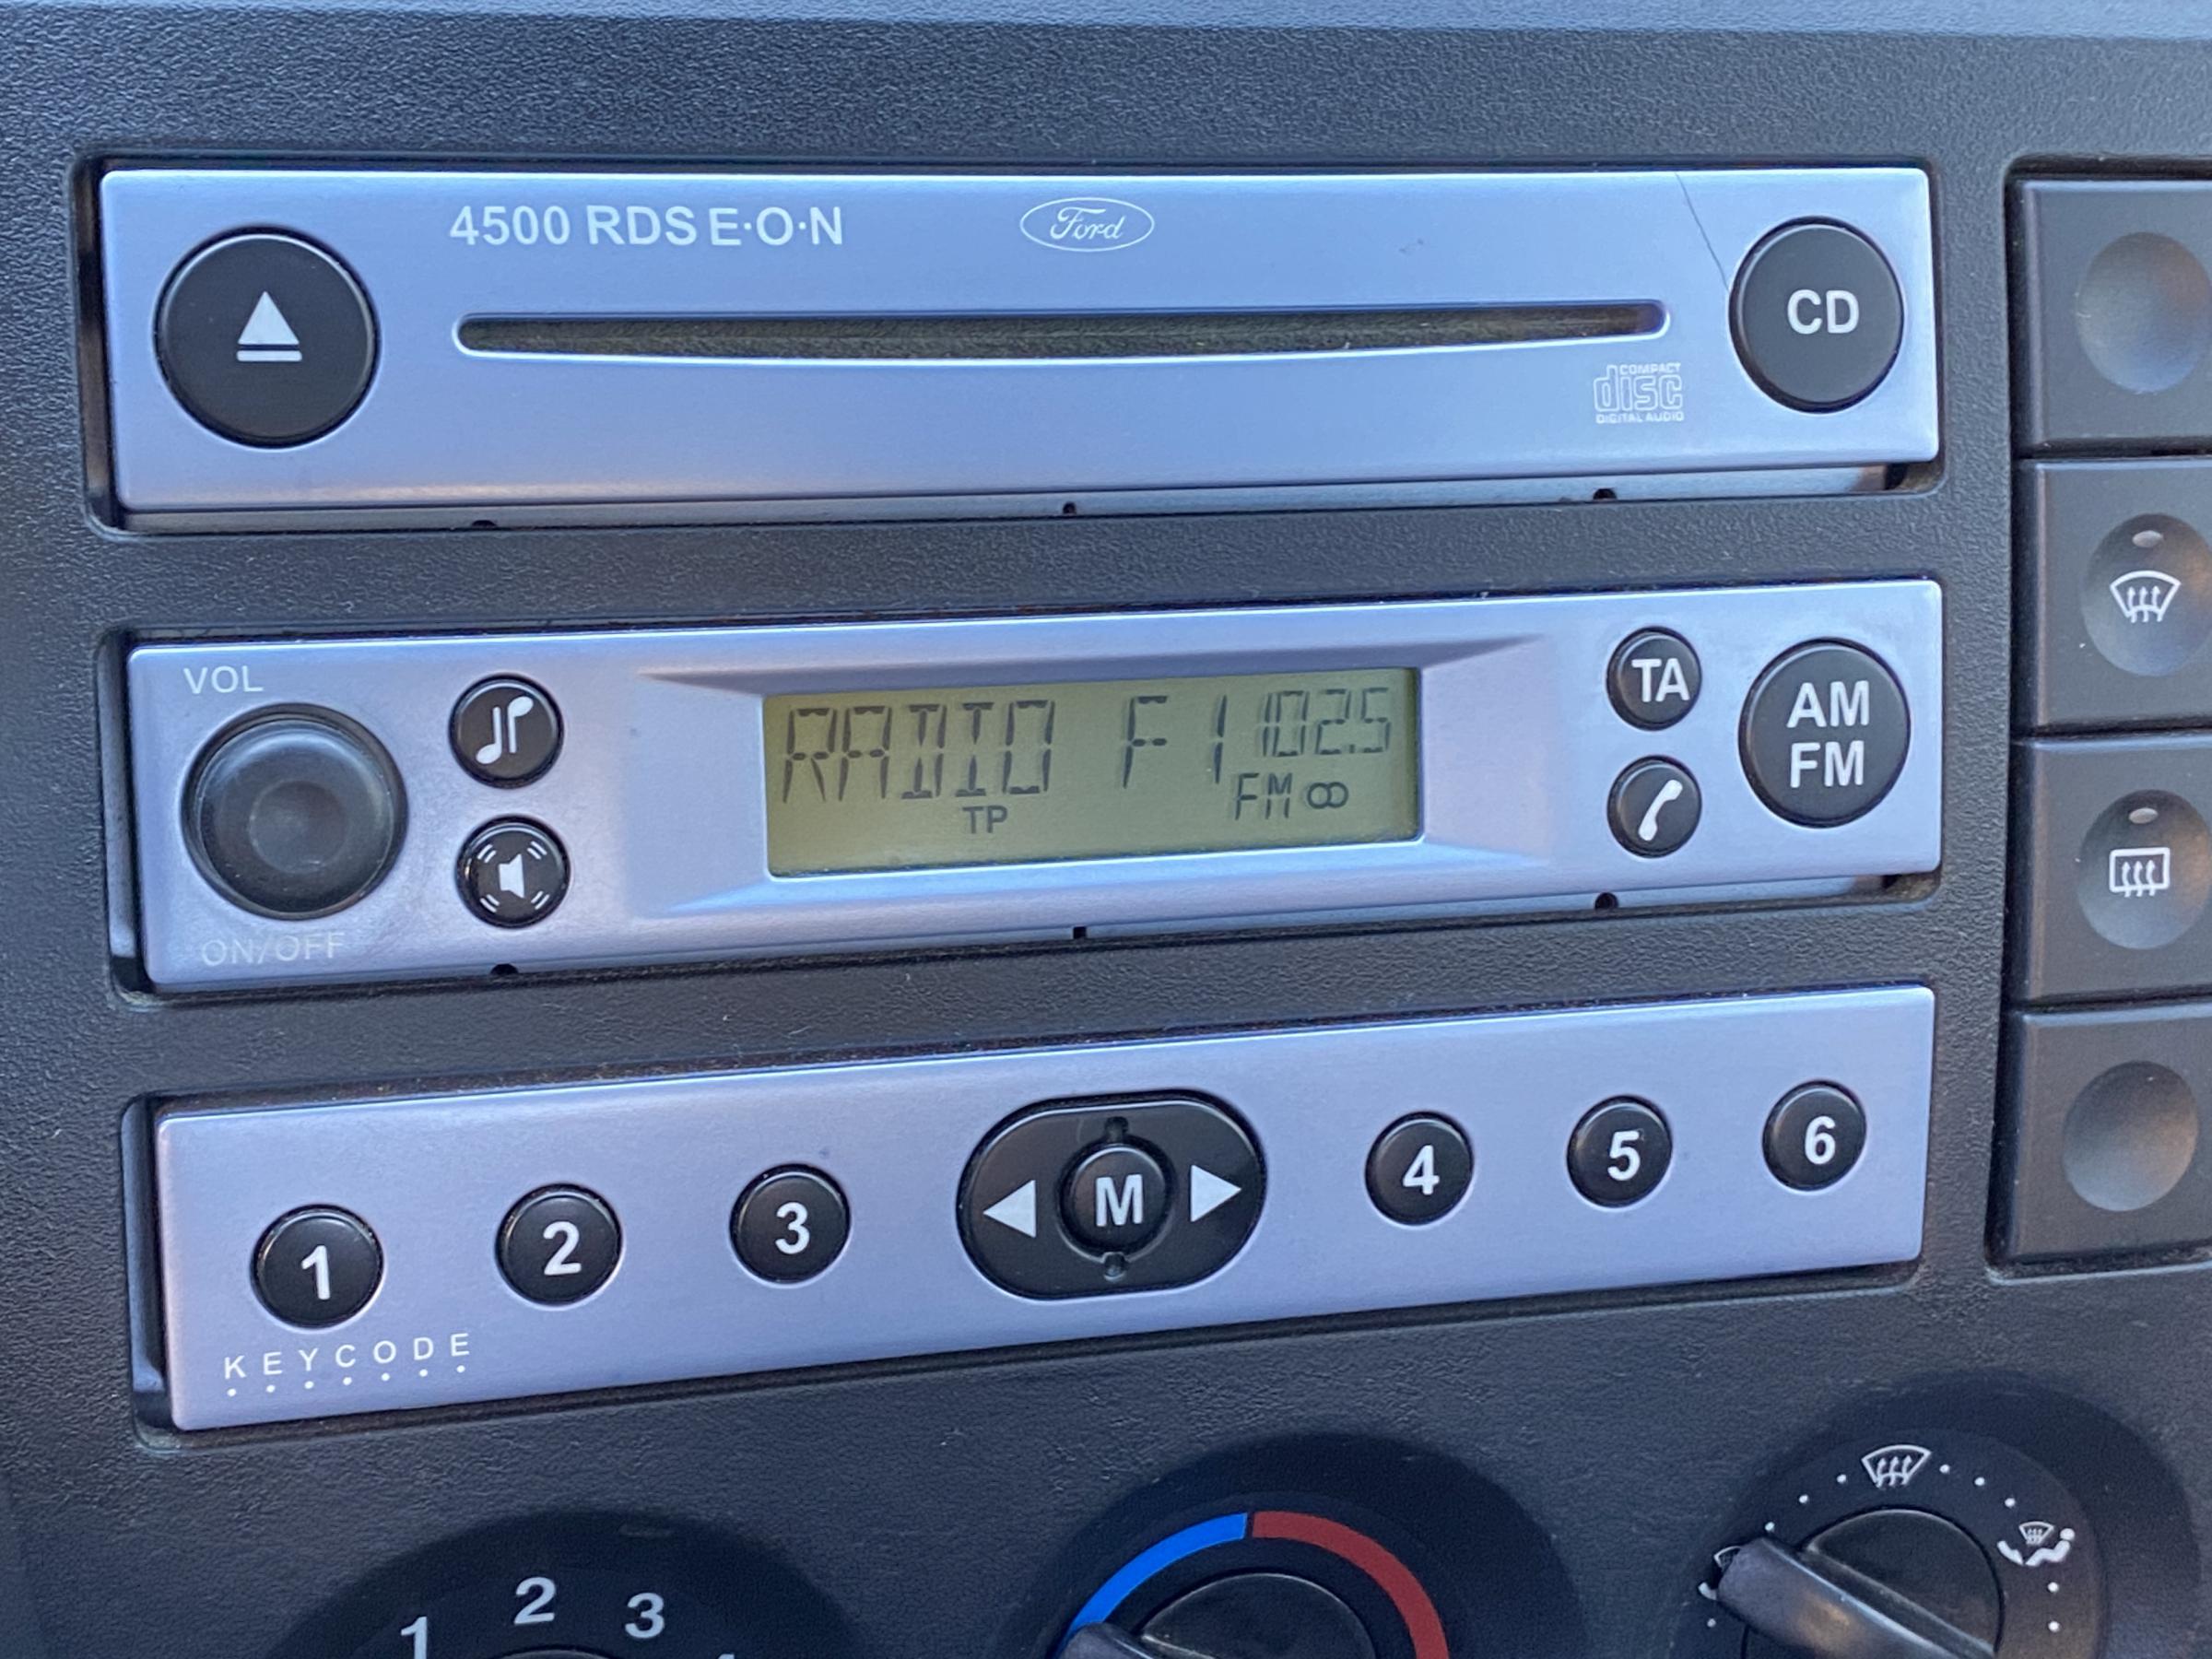 4500 RDS E·O·N
Ford
CD
COMPACT
disc
DIGITAL AUDIO
VOL
RADIO F1 102.5
TP
FM
TA
AM
FM
ON/OFF
1 2 3 M 4 5 6
KEYCODE
1 2 3